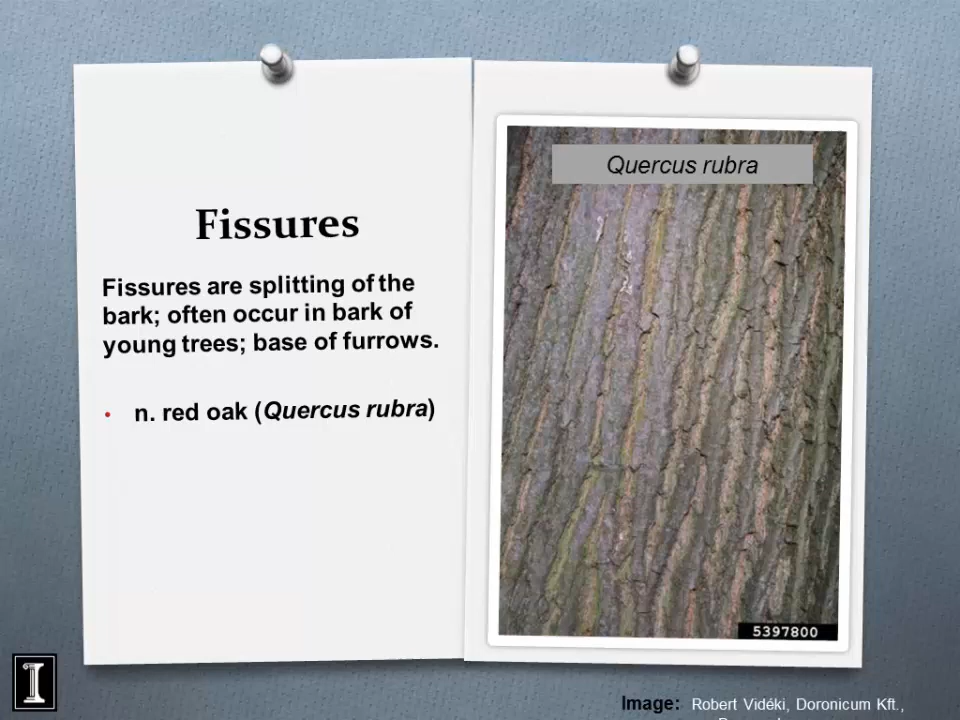 Fissures
Fissures are splitting of the
bark; often occur in bark of
young trees; base of furrows.
• n. red oak (Quercus rubra)
Quercus rubra
5397800
I
Image: Robert Vidéki, Doronicum Kft.,